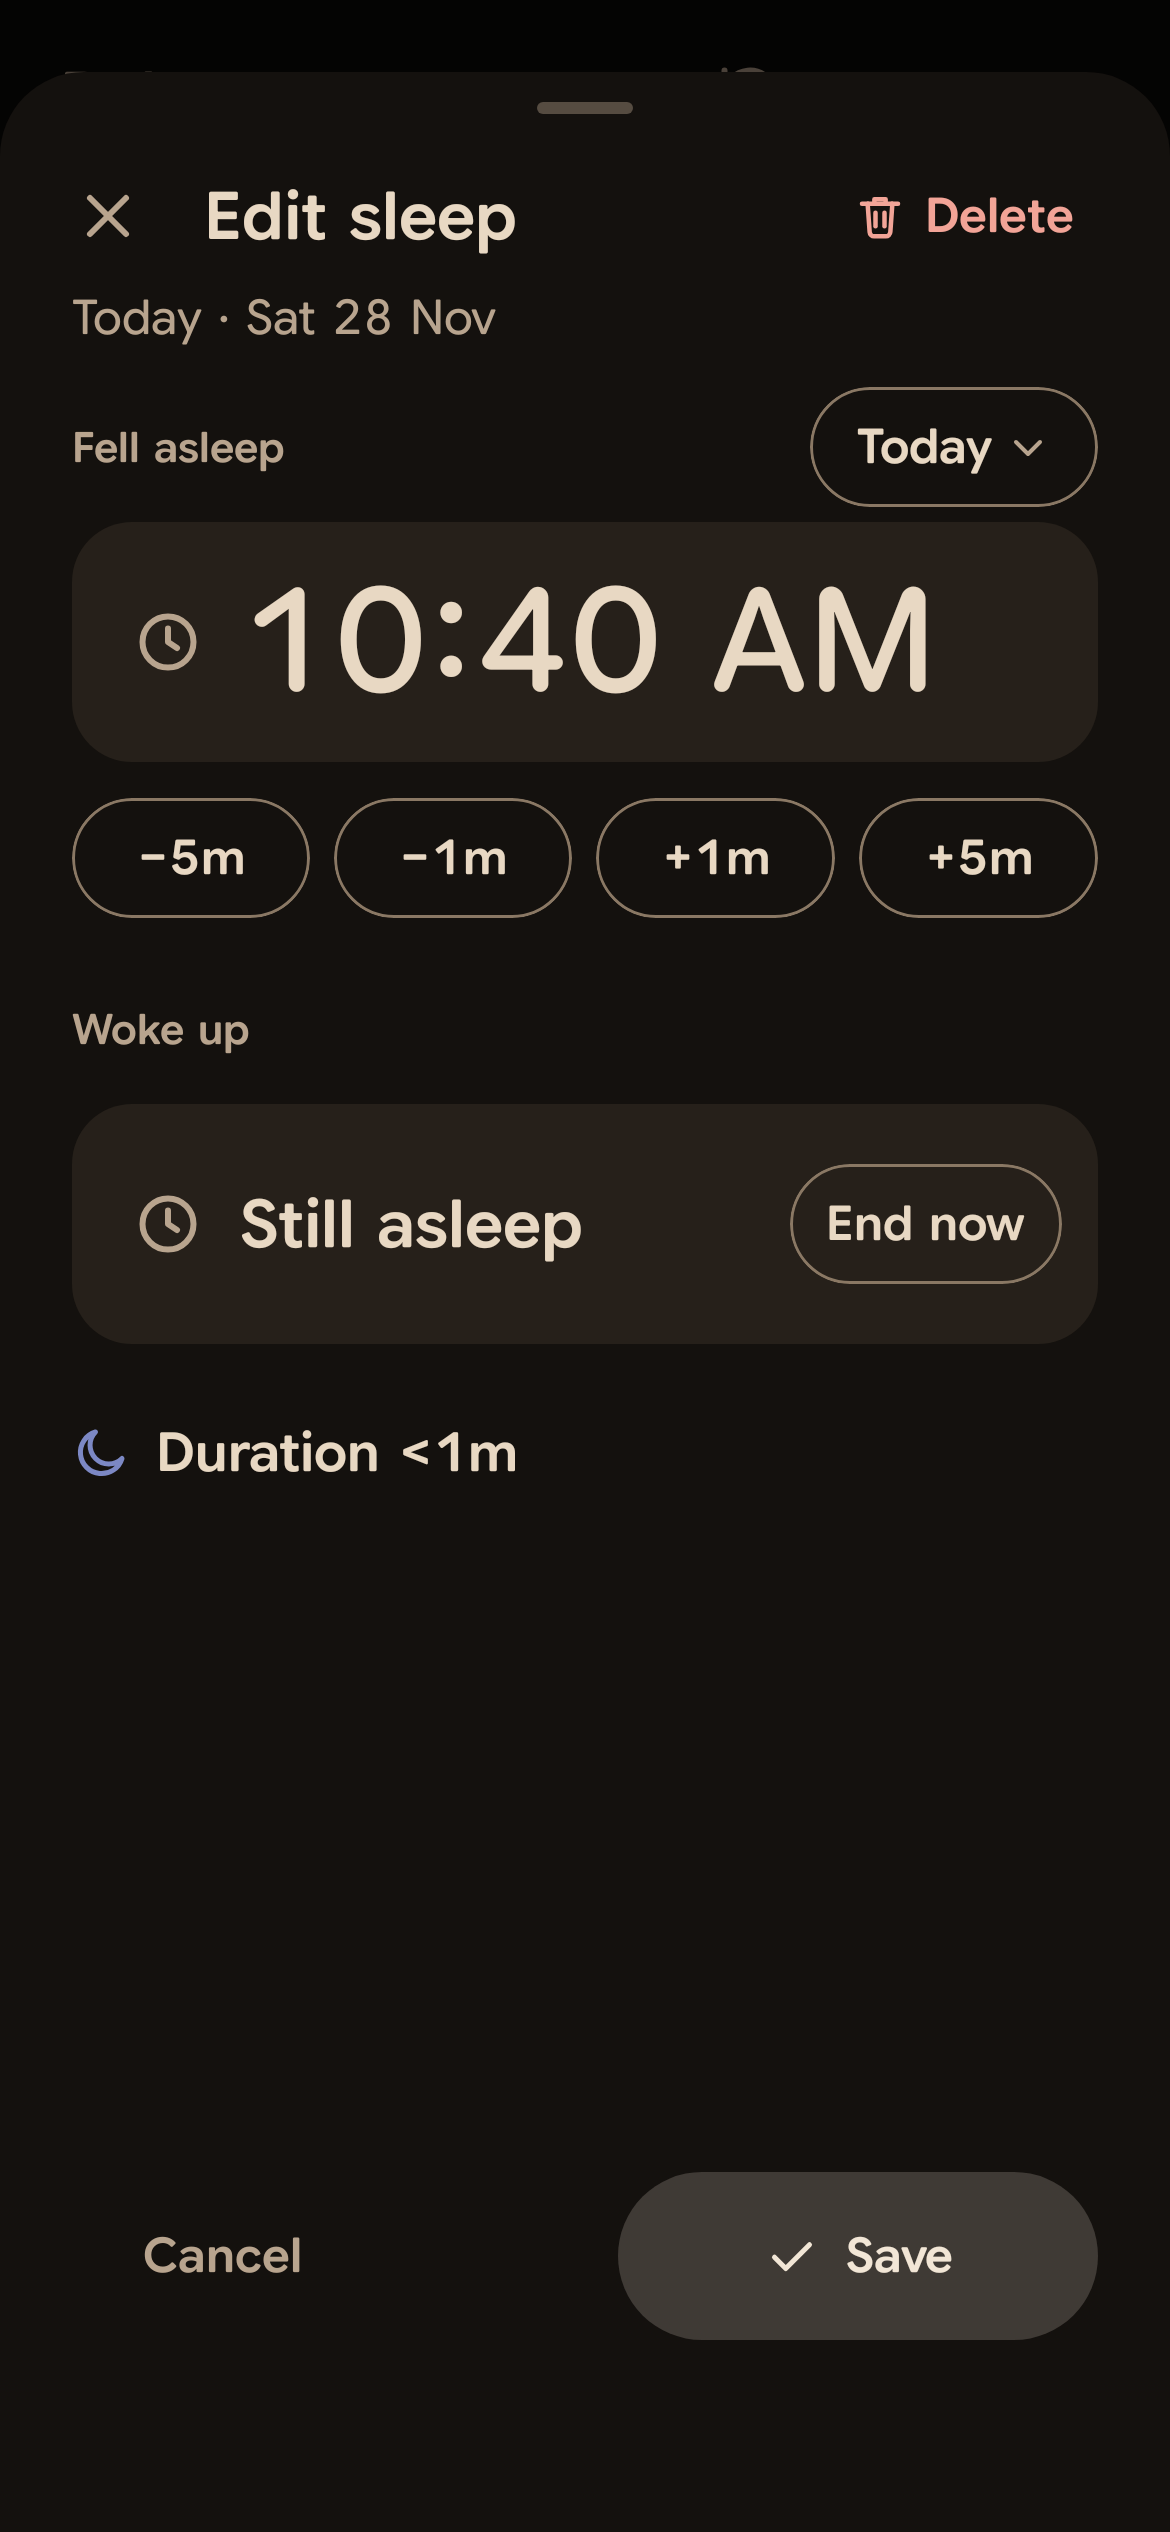 Edit sleep
Delete
Today · Sat 28 Nov
Fell asleep
Today
10:40 AM
−5m
−1m
+1m
+5m
Woke up
Still asleep
End now
Duration <1m
Cancel
Save